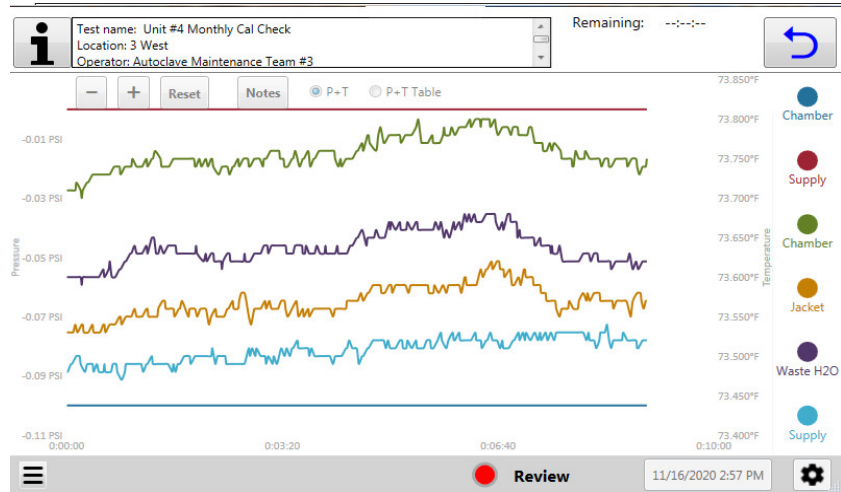 Test name: Unit #4 Monthly Cal Check
Location: 3 West
Operator: Autoclave Maintenance Team #3
Remaining: --:--:--
− + Reset Notes P+T P+T Table
-0.01 PSI
-0.03 PSI
-0.05 PSI
-0.07 PSI
-0.09 PSI
-0.11 PSI
Pressure
73.850°F
73.800°F
73.750°F
73.700°F
73.650°F
73.600°F
73.550°F
73.500°F
73.450°F
73.400°F
Temperature
0:00:00 0:03:20 0:06:40 0:10:00
Chamber
Supply
Chamber
Jacket
Waste H2O
Supply
Review
11/16/2020 2:57 PM